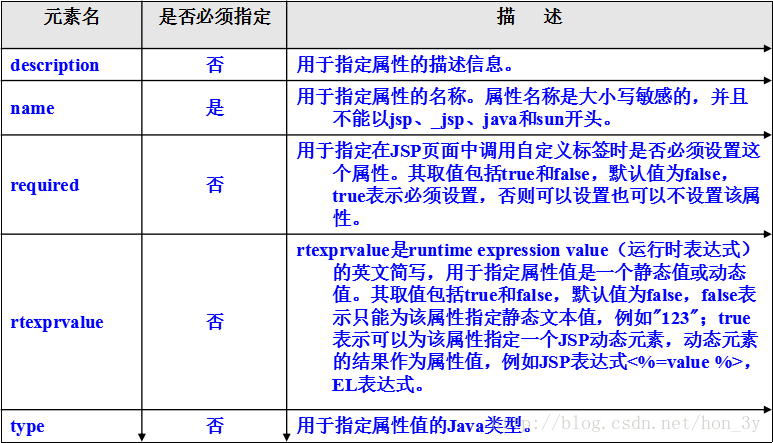 元素名 是否必须指定 描 述
description 否 用于指定属性的描述信息。
name 是 用于指定属性的名称。属性名称是大小写敏感的，并且
不能以jsp、_jsp、java和sun开头。
required 否 用于指定在JSP页面中调用自定义标签时是否必须设置这
个属性。其取值包括true和false，默认值为false，
true表示必须设置，否则可以设置也可以不设置该属
性。
rtexprvalue 否 rtexprvalue是runtime expression value（运行时表达式）
的英文简写，用于指定属性值是一个静态值或动态
值。其取值包括true和false，默认值为false，false表
示只能为该属性指定静态文本值，例如"123"；true
表示可以为该属性指定一个JSP动态元素，动态元素
的结果作为属性值，例如JSP表达式<%=value %>，
EL表达式。
type 否 用于指定属性值的Java类型。
http://blog.csdn.net/hon_3y